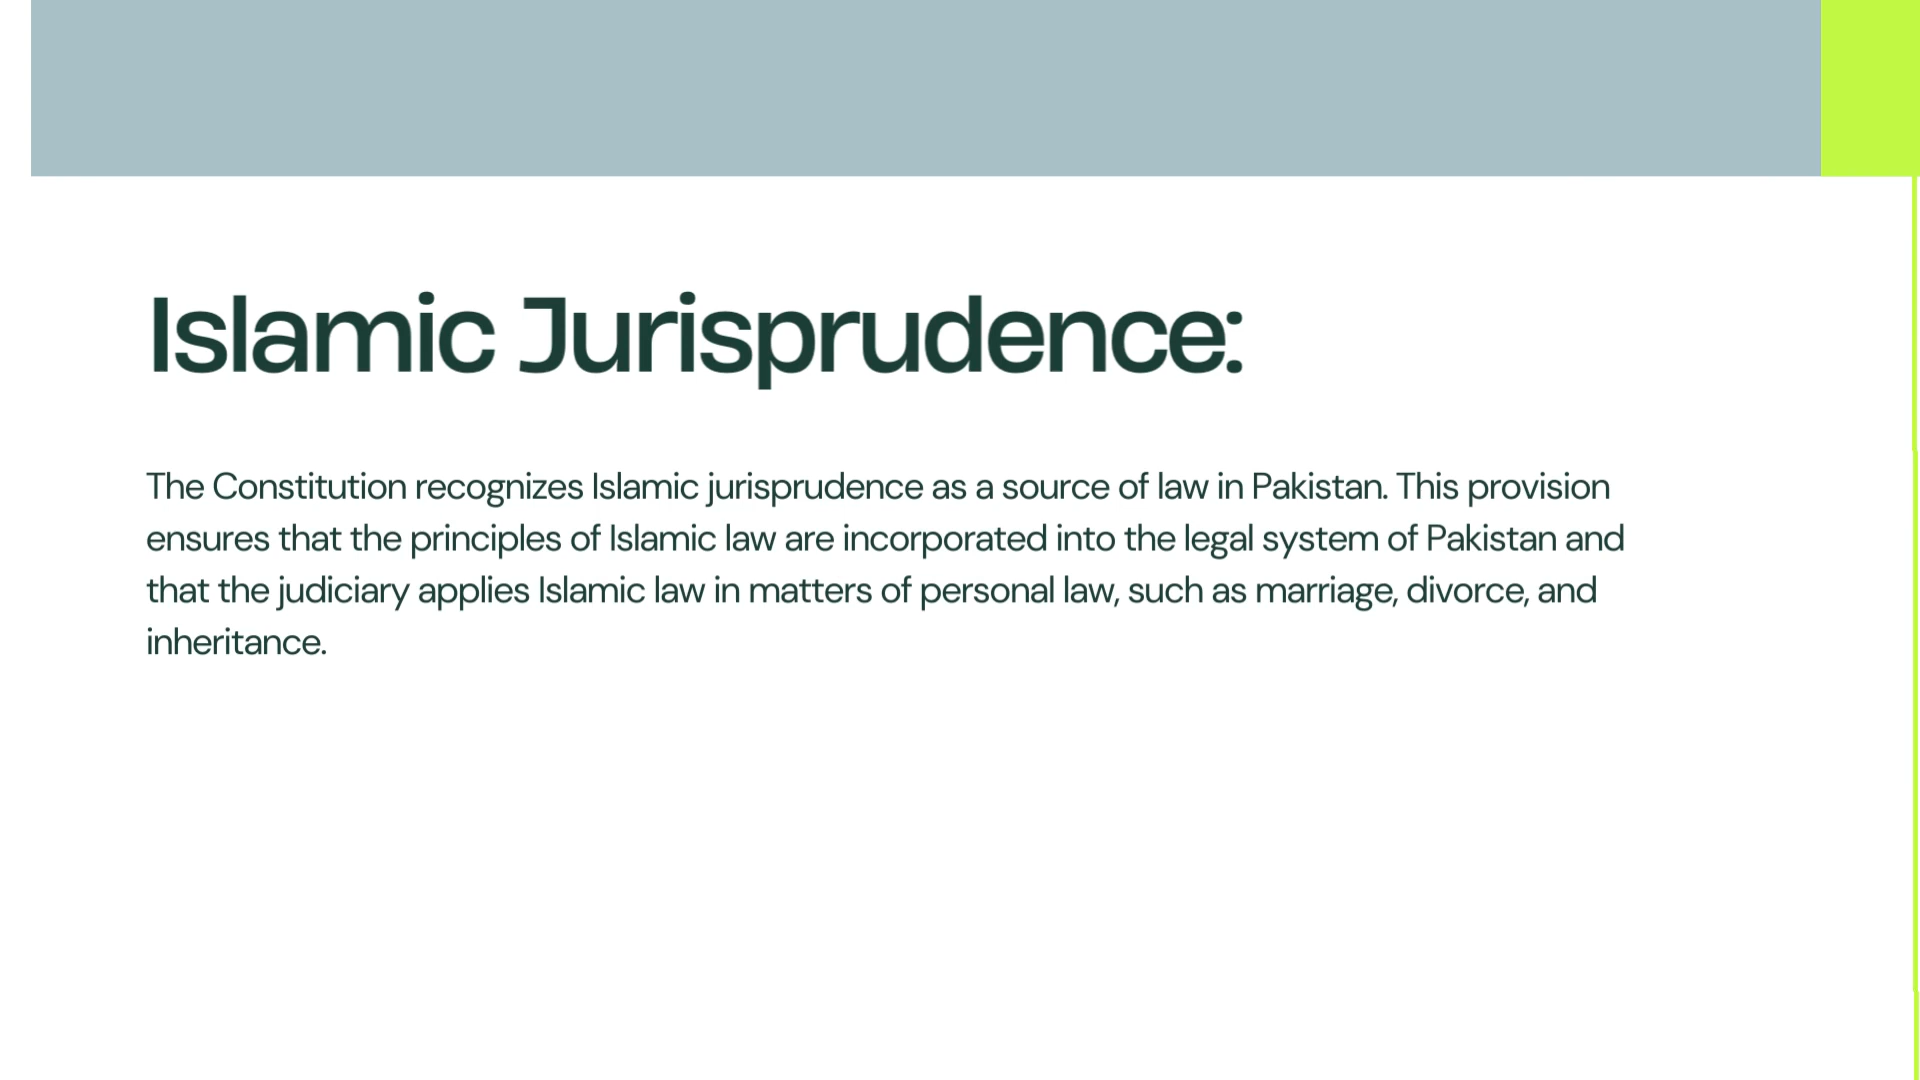 Islamic Jurisprudence:
The Constitution recognizes Islamic jurisprudence as a source of law in Pakistan. This provision
ensures that the principles of Islamic law are incorporated into the legal system of Pakistan and
that the judiciary applies Islamic law in matters of personal law, such as marriage, divorce, and
inheritance.